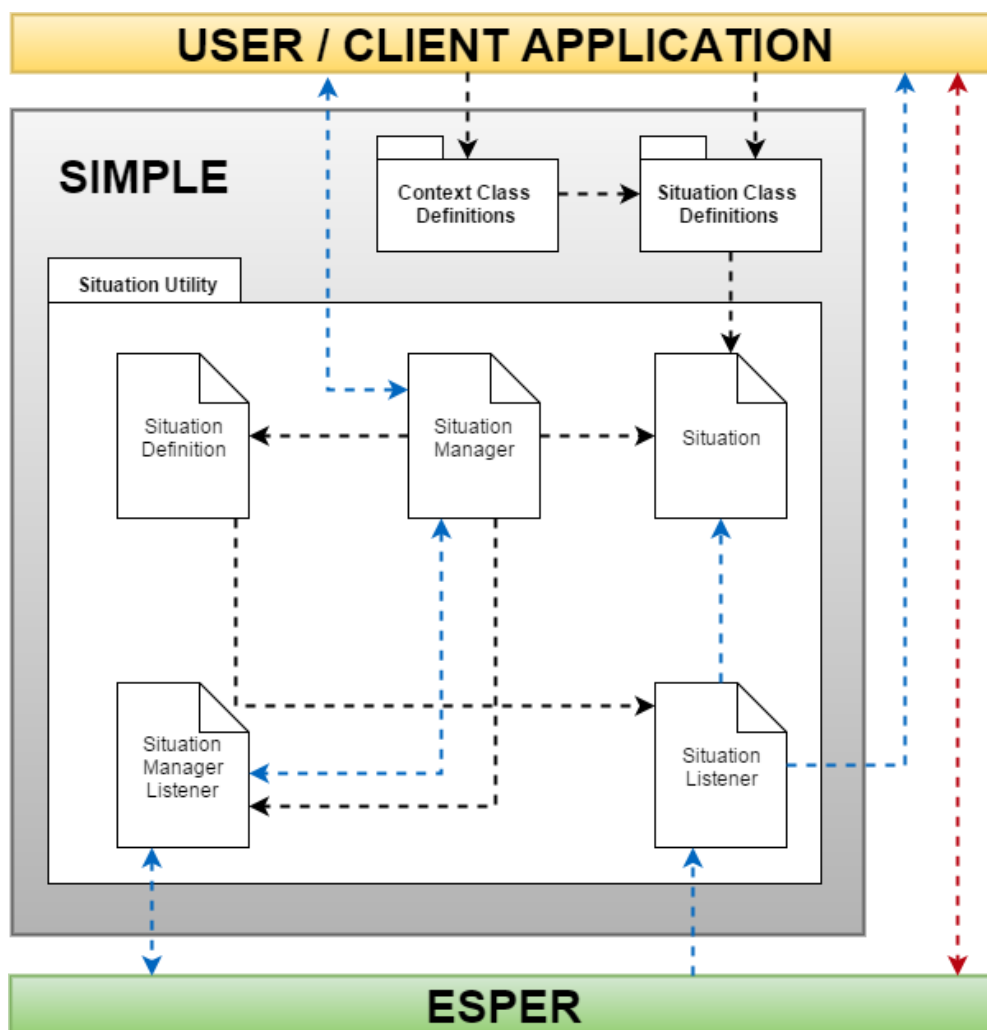 USER / CLIENT APPLICATION
SIMPLE
Context Class
Definitions
Situation Class
Definitions
Situation Utility
Situation
Definition
Situation
Manager
Situation
Situation
Manager
Listener
Situation
Listener
ESPER